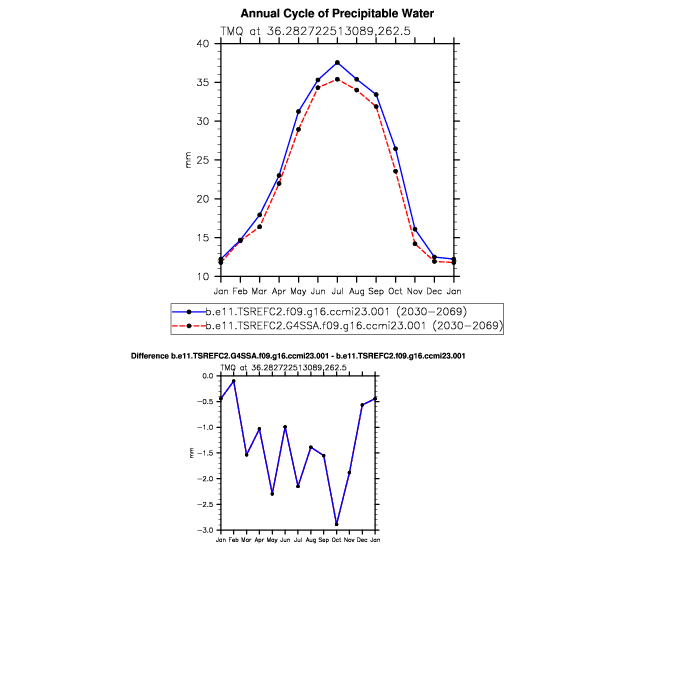 Annual Cycle of Precipitable Water
TMQ at 36.282722513089,262.5
40
35
30
25
20
15
10
mm
Jan Feb Mar Apr May Jun Jul Aug Sep Oct Nov Dec Jan
b.e11.TSREFC2.f09.g16.ccmi23.001 (2030-2069)
b.e11.TSREFC2.G4SSA.f09.g16.ccmi23.001 (2030-2069)
Difference b.e11.TSREFC2.G4SSA.f09.g16.ccmi23.001 - b.e11.TSREFC2.f09.g16.ccmi23.001
TMQ at 36.282722513089,262.5
0.0
-0.5
-1.0
-1.5
-2.0
-2.5
-3.0
mm
Jan Feb Mar Apr May Jun Jul Aug Sep Oct Nov Dec Jan